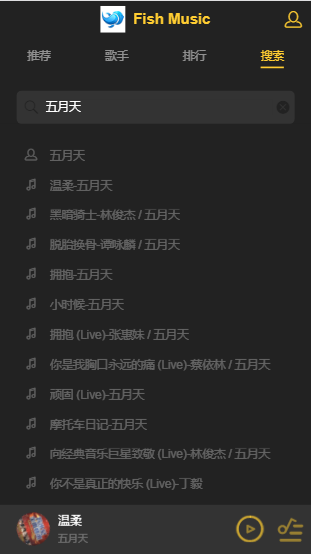 Fish Music
推荐 歌手 排行 搜索
五月天
五月天
温柔-五月天
黑暗骑士-林俊杰 / 五月天
脱胎换骨-谭咏麟 / 五月天
拥抱-五月天
小时候-五月天
拥抱 (Live)-张惠妹 / 五月天
你是我胸口永远的痛 (Live)-蔡依林 / 五月天
顽固 (Live)-五月天
摩托车日记-五月天
向经典音乐巨星致敬 (Live)-林俊杰 / 五月天
你不是真正的快乐 (Live)-丁毅
温柔
五月天